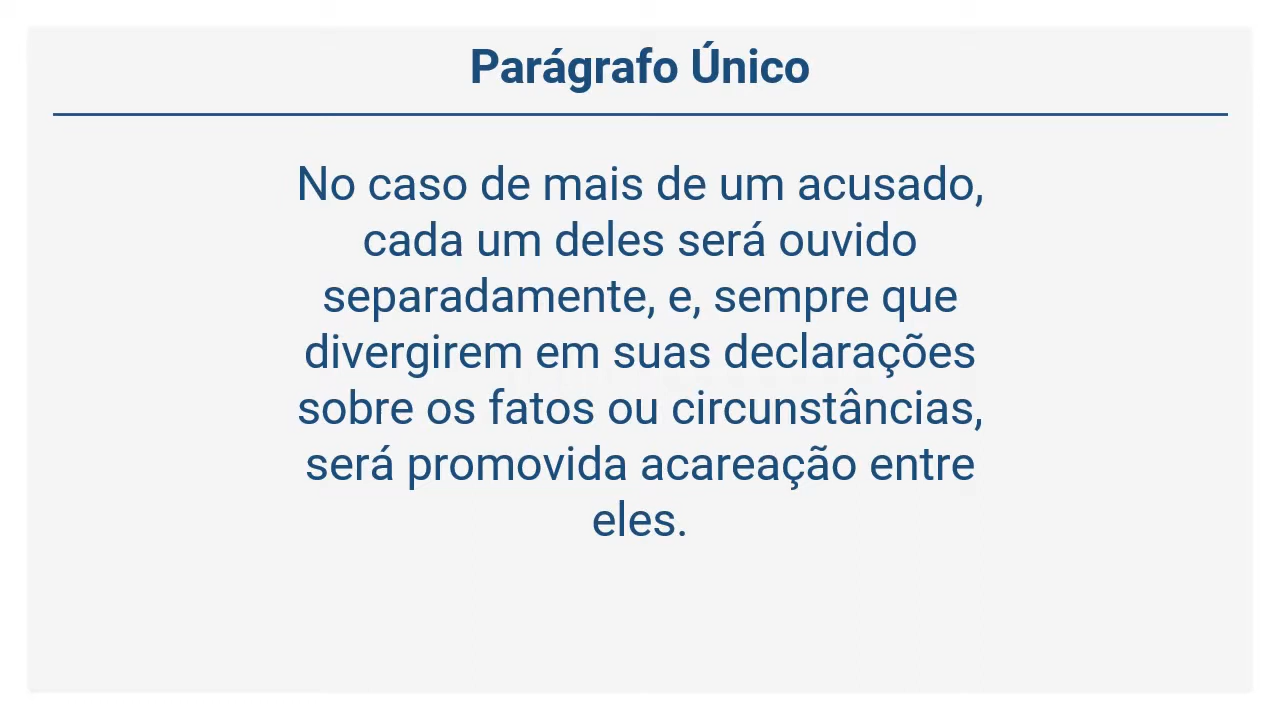 Parágrafo Único
No caso de mais de um acusado,
cada um deles será ouvido
separadamente, e, sempre que
divergirem em suas declarações
sobre os fatos ou circunstâncias,
será promovida acareação entre
eles.